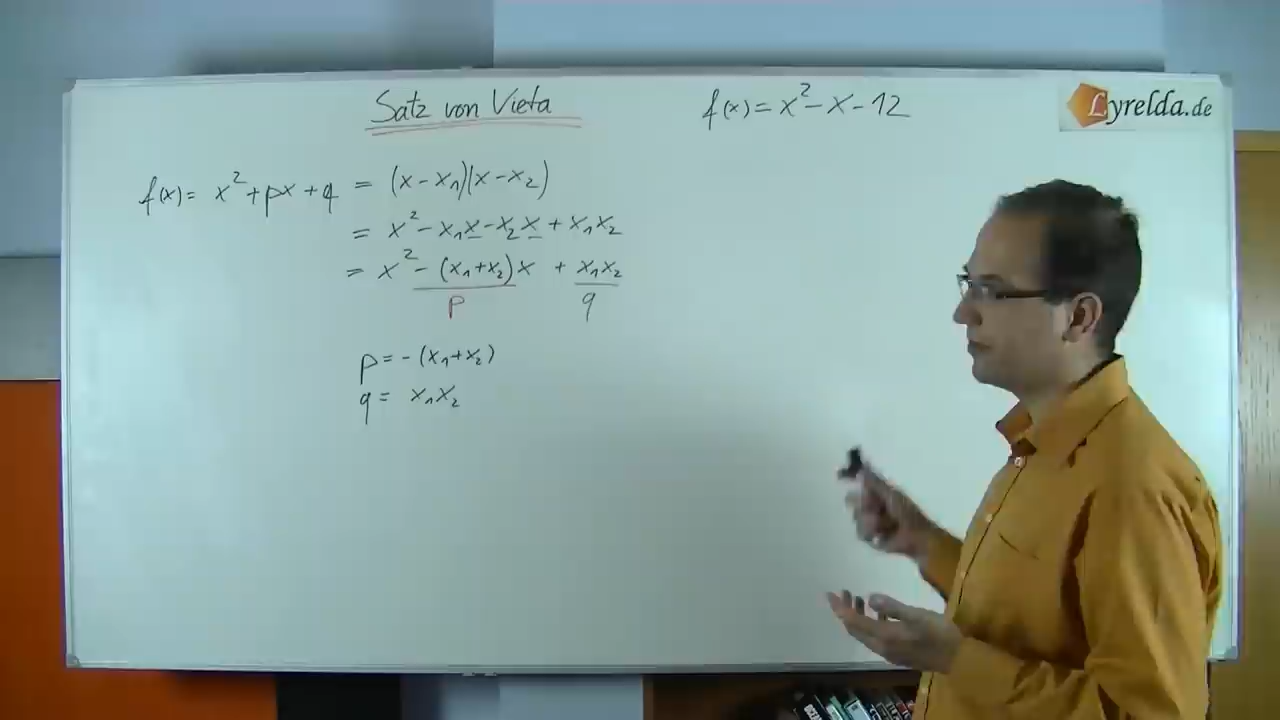 Satz von Vieta
f(x) = x² + px + q = (x - x₁)(x - x₂)
= x² - x₁x - x₂x + x₁x₂
= x² - (x₁+x₂)x + x₁x₂
p q
p = - (x₁+x₂)
q = x₁x₂
f(x) = x² - x - 12
Lyrelda.de